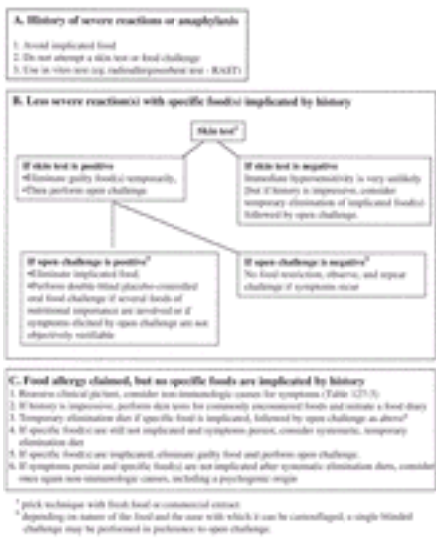 A. History of severe reactions or anaphylaxis
1. Avoid implicated food
2. Do not attempt a skin test or food challenge
3. Use in vitro test (eg, radioallergosorbent test - RAST)
B. Less severe reaction(s) with specific food(s) implicated by history
Skin test
If skin test is positive
•Eliminate guilty food(s) temporarily,
•Then perform open challenge
If skin test is negative
Immediate hypersensitivity is very unlikely
(but if history is impressive, consider
temporary elimination of implicated food(s)
followed by open challenge.
If open challenge is positive
•Eliminate implicated food;
•Perform double-blind placebo-controlled
oral food challenge if several foods of
nutritional importance are involved or if
symptoms elicited by open challenge are not
objectively verifiable
If open challenge is negative
No food restriction, observe, and repeat
challenge if symptoms recur
C. Food allergy claimed, but no specific foods are implicated by history
1. Reassess clinical picture, consider non-immunologic causes for symptoms (Table 127-3)
2. If history is impressive, perform skin tests for commonly encountered foods and initiate a food diary
3. Temporary elimination diet if specific food is implicated, followed by open challenge as above
4. If specific food(s) are still not implicated and symptoms persist, consider systematic, temporary
elimination diet
5. If specific food(s) are implicated, eliminate guilty food and perform open challenge.
6. If symptoms persist and specific food(s) are not implicated after systematic elimination diets, consider
once again non-immunologic causes, including a psychogenic origin
prick technique with fresh food or commercial extract
depending on nature of the food and the ease with which it can be camouflaged, a single blinded
challenge may be performed in preference to open challenge.